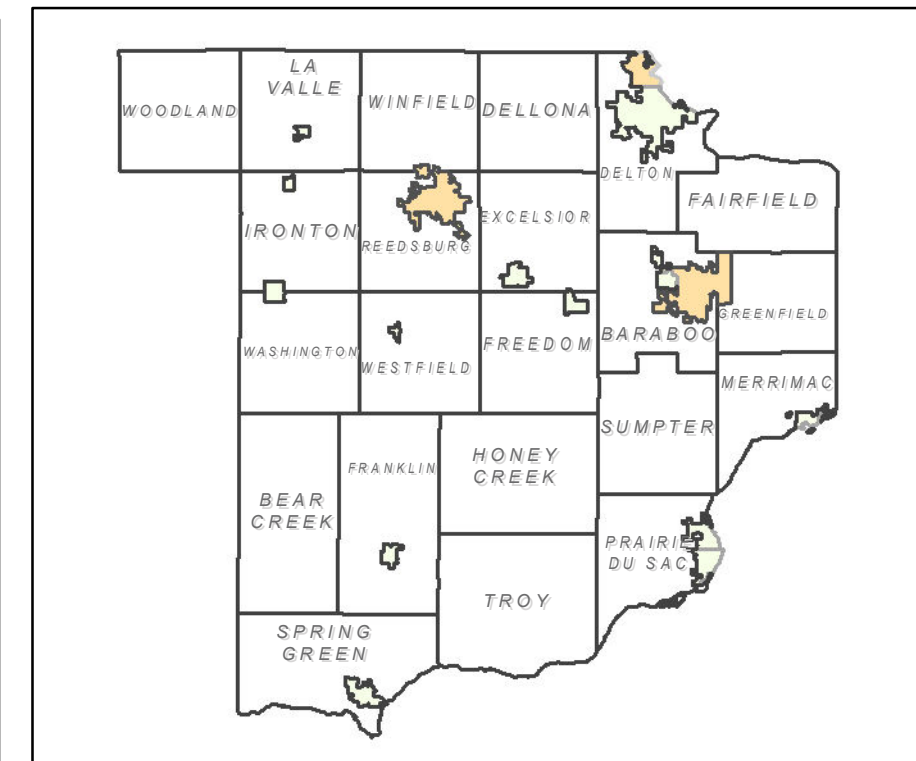 WOODLAND
LA
VALLE
WINFIELD
DELLONA
DELTON
FAIRFIELD
IRONTON
REEDSBURG
EXCELSIOR
BARABOO
GREENFIELD
WASHINGTON
WESTFIELD
FREEDOM
MERRIMAC
SUMPTER
BEAR
CREEK
FRANKLIN
HONEY
CREEK
PRAIRIE
DU SAC
TROY
SPRING
GREEN